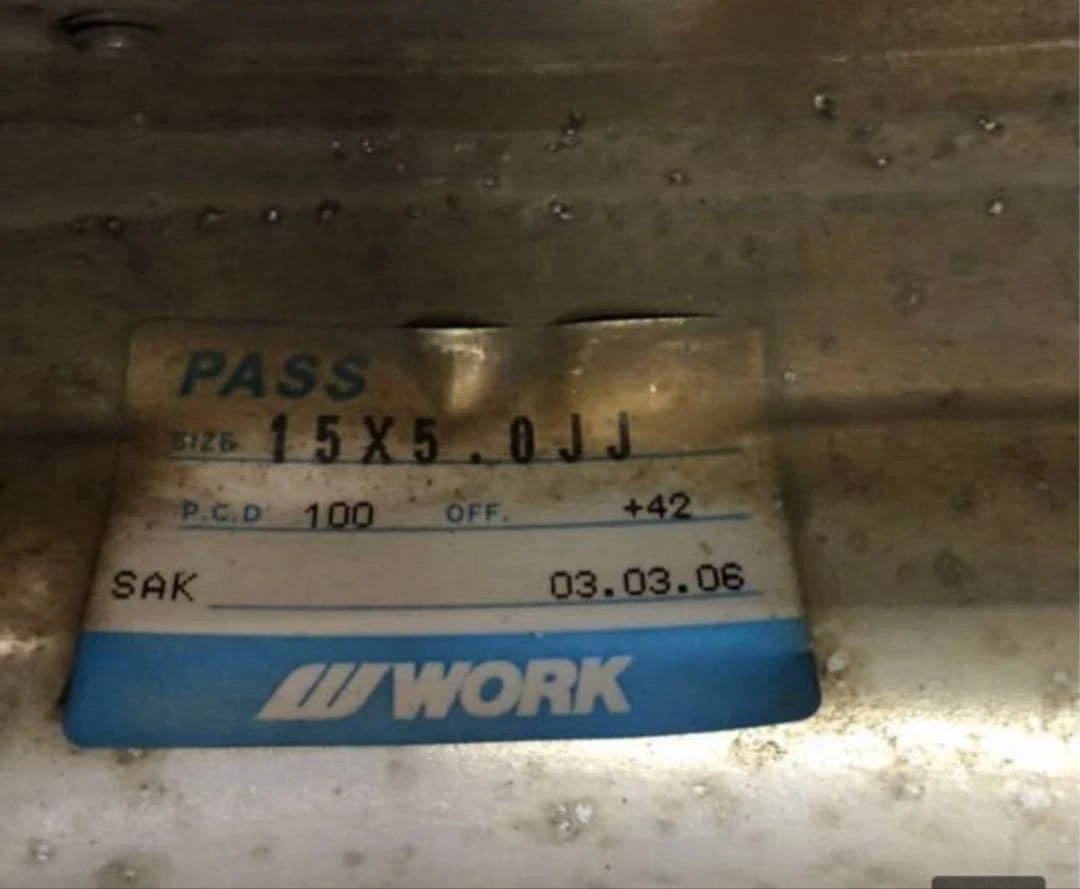 PASS
SIZE 15X5.0JJ
P.C.D 100 OFF. +42
SAK 03.03.06
WORK